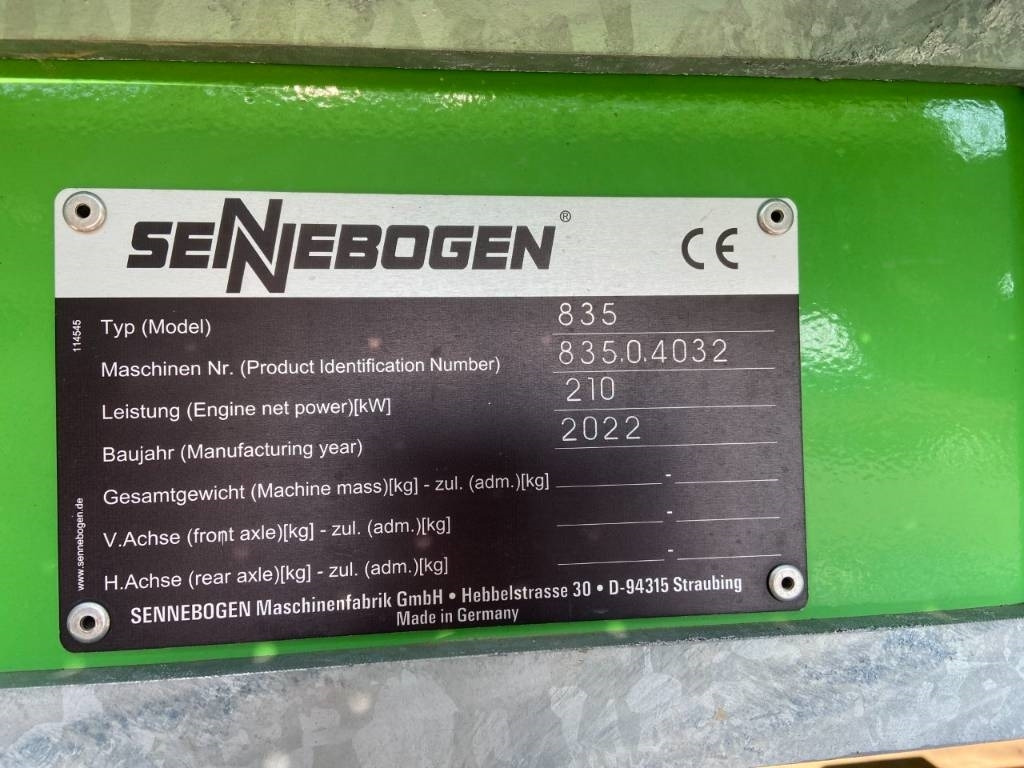 SENNEBOGEN® CE
Typ (Model) 835
Maschinen Nr. (Product Identification Number) 835.0.4032
Leistung (Engine net power)[kW] 210
Baujahr (Manufacturing year) 2022
Gesamtgewicht (Machine mass)[kg] - zul. (adm.)[kg] -
V.Achse (front axle)[kg] - zul. (adm.)[kg] -
H.Achse (rear axle)[kg] - zul. (adm.)[kg] -
SENNEBOGEN Maschinenfabrik GmbH • Hebbelstrasse 30 • D-94315 Straubing
Made in Germany
114545
www.sennebogen.de